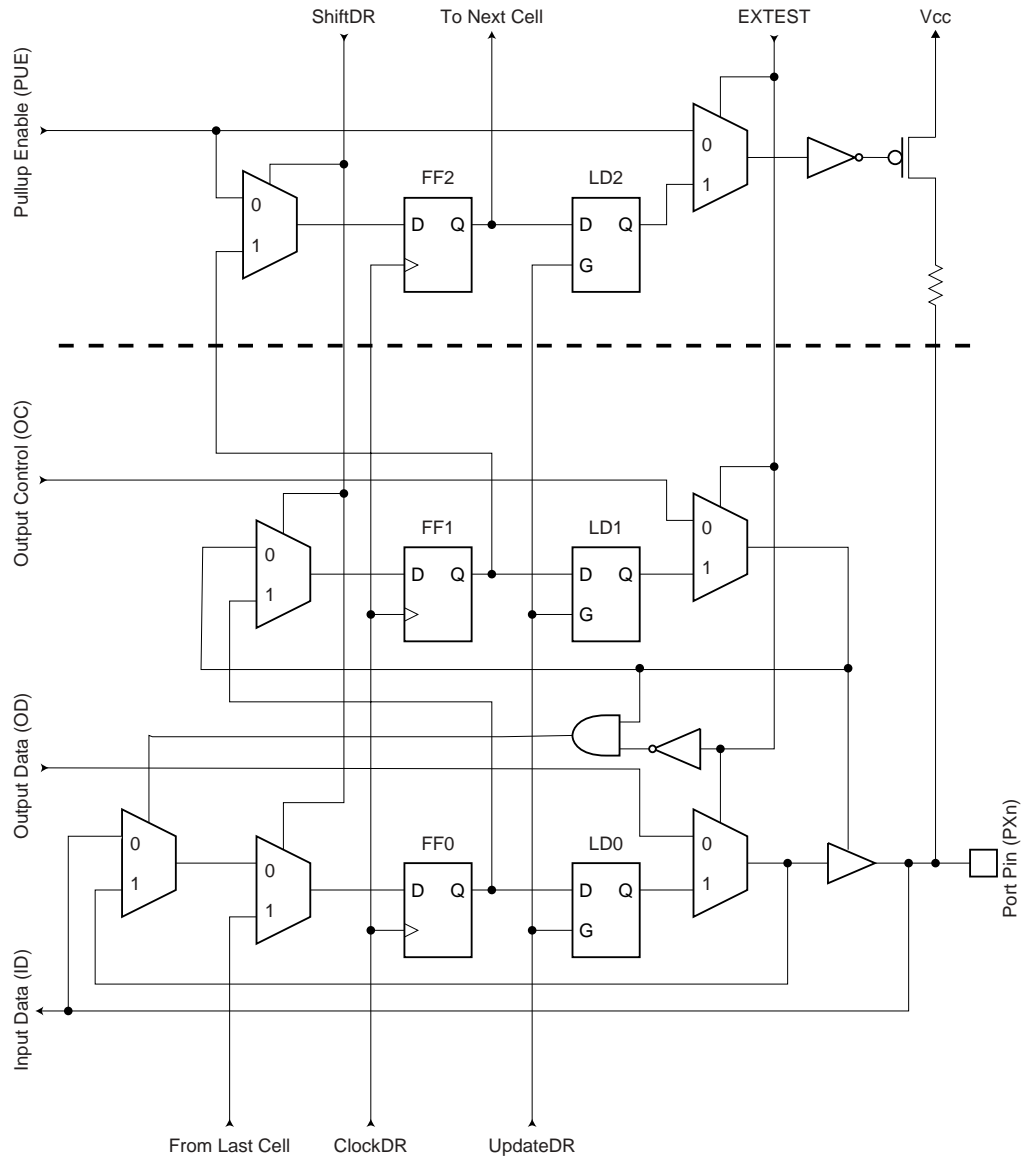 ShiftDR
To Next Cell
EXTEST
Vcc
Pullup Enable (PUE)
0
1
FF2
D Q
LD2
D Q
G
0
1
Output Control (OC)
0
1
FF1
D Q
LD1
D Q
G
0
1
Output Data (OD)
0
1
0
1
FF0
D Q
LD0
D Q
G
0
1
Port Pin (PXn)
Input Data (ID)
From Last Cell
ClockDR
UpdateDR